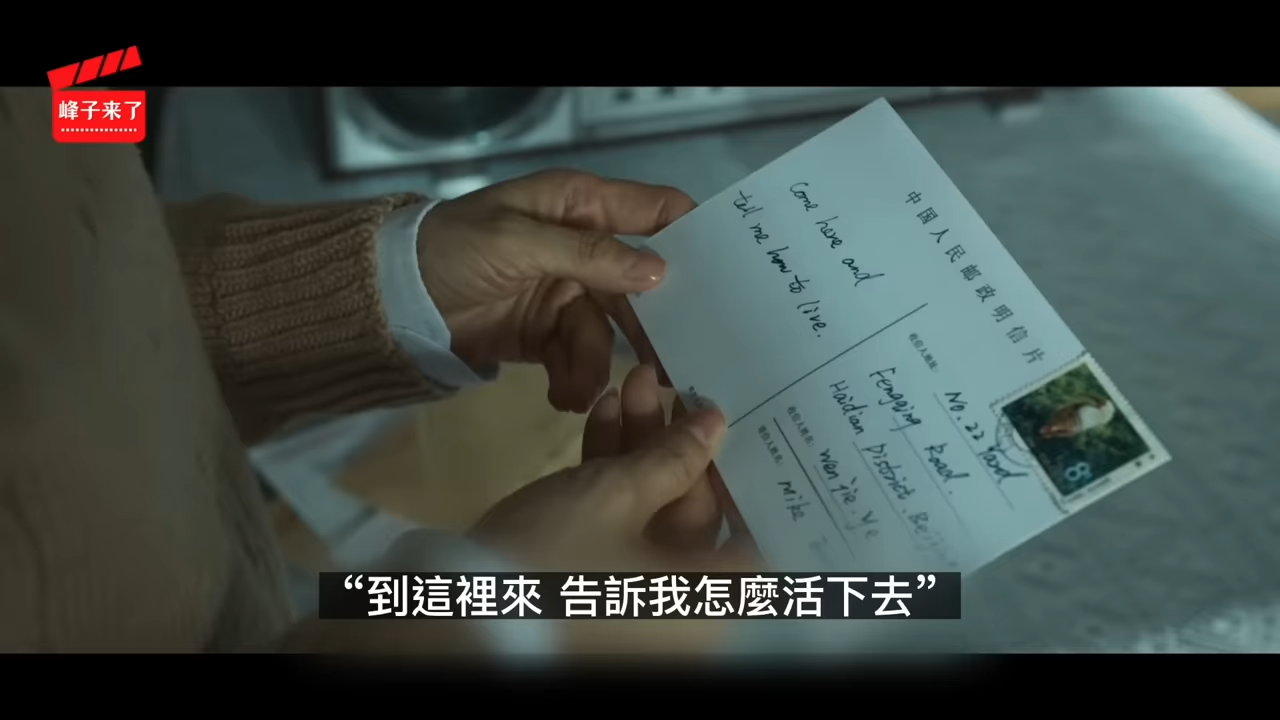 峰子来了
中国人民邮政明信片
Come here and
tell me how to live.
No. 22 Yard
Fengqing Road.
Haidian District. Beijing
Wen Jie. Ye
Mike
8
“到這裡來 告訴我怎麼活下去”